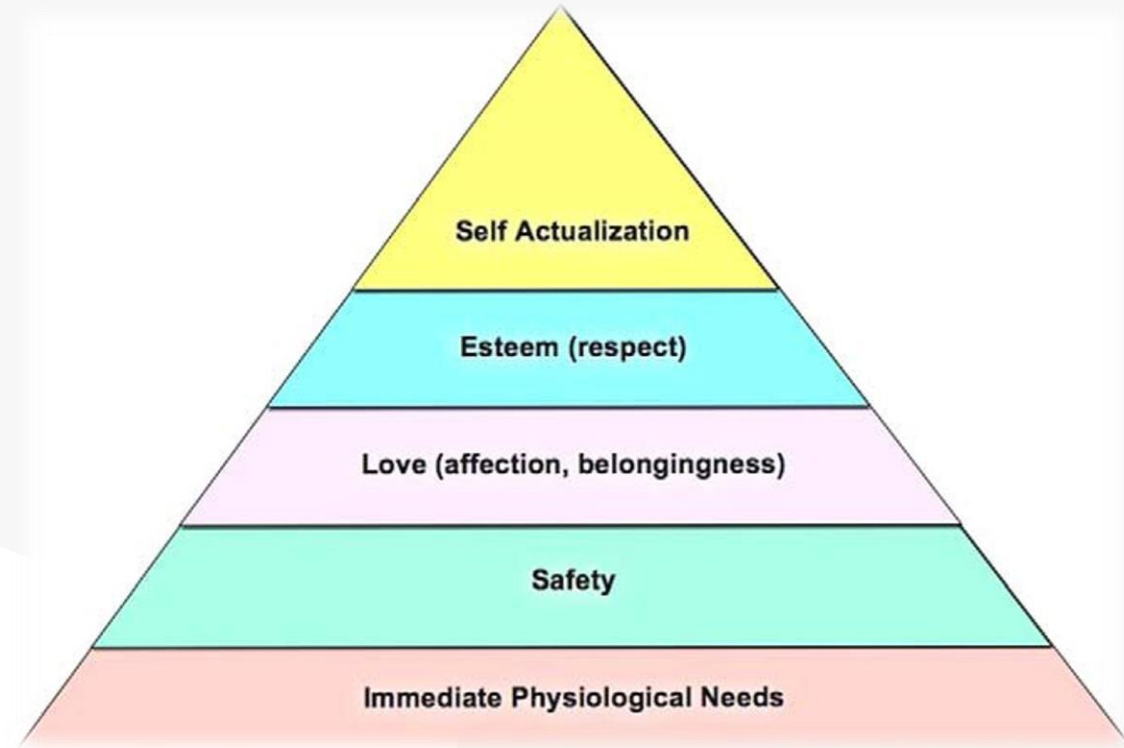 Self Actualization
Esteem (respect)
Love (affection, belongingness)
Safety
Immediate Physiological Needs